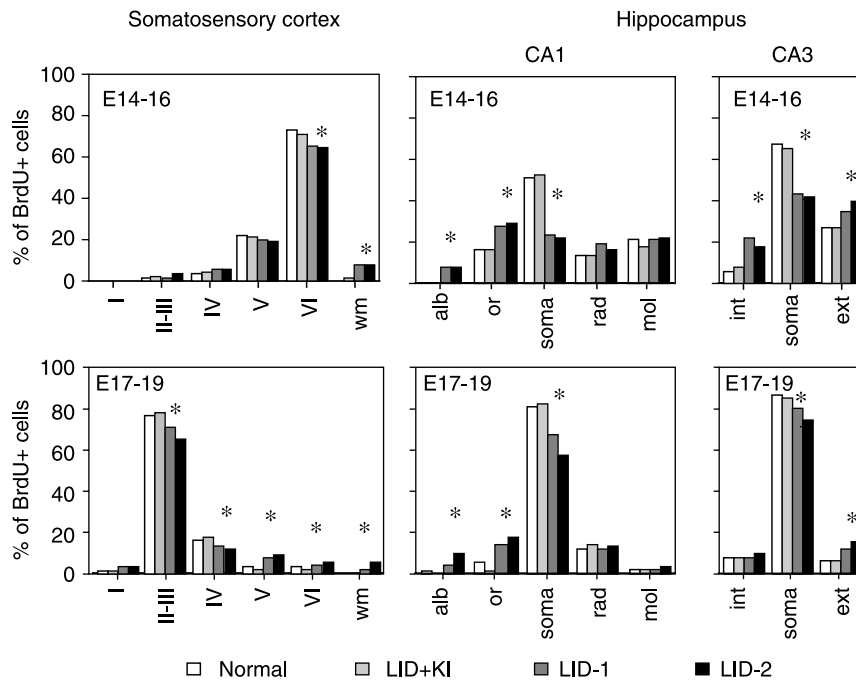 Somatosensory cortex
Hippocampus
CA1
CA3
% of BrdU+ cells
100
80
60
40
20
0
E14-16
*
*
I
II-III
IV
V
VI
wm
E14-16
*
*
*
alb
or
soma
rad
mol
E14-16
*
*
*
int
soma
ext
% of BrdU+ cells
100
80
60
40
20
0
E17-19
*
*
*
*
*
I
II-III
IV
V
VI
wm
E17-19
*
*
*
alb
or
soma
rad
mol
E17-19
*
*
int
soma
ext
Normal
LID+KI
LID-1
LID-2